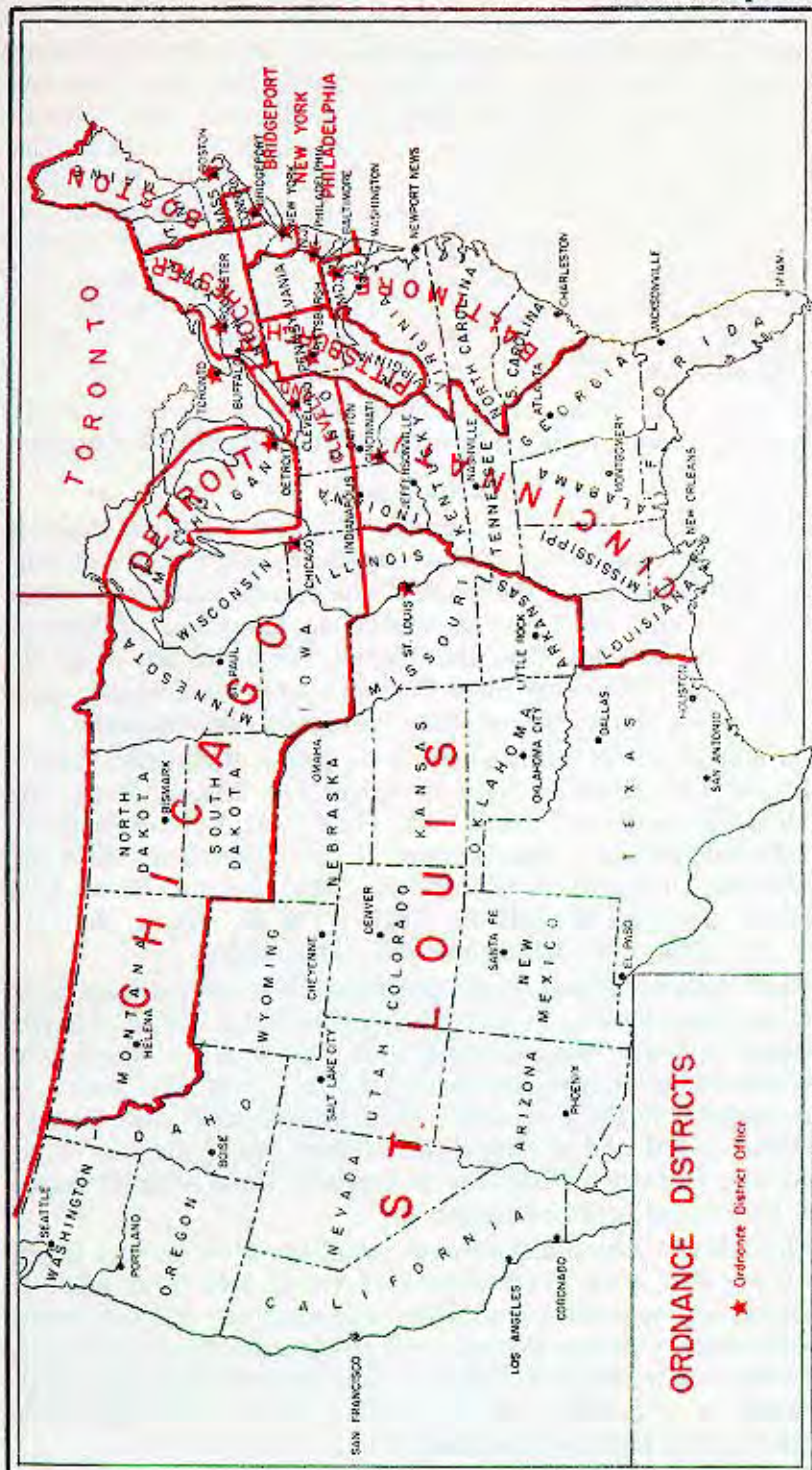 ORDNANCE DISTRICTS
Ordnance District Office
TORONTO
BOSTON
ROCHESTER
BRIDGEPORT
NEW YORK
PHILADELPHIA
PITTSBURGH
CLEVELAND
DETROIT
BALTIMORE
CINCINNATI
CHICAGO
ST. LOUIS
SEATTLE
WASHINGTON
PORTLAND
OREGON
IDAHO
BOISE
MONTANA
HELENA
NORTH
DAKOTA
BISMARK
SOUTH
DAKOTA
MINNESOTA
ST. PAUL
WISCONSIN
IOWA
CHICAGO
ILLINOIS
MICHIGAN
DETROIT
INDIANA
INDIANAPOLIS
OHIO
DAYTON
CINCINNATI
CLEVELAND
TORONTO
BUFFALO
PITTSBURGH
MAINE
MASS
BOSTON
BRIDGEPORT
NEW YORK
PHILADELPHIA
BALTIMORE
WASHINGTON
NEWPORT NEWS
VIRGINIA
NORTH CAROLINA
S. CAROLINA
CHARLESTON
KENTUCKY
JEFFERSONVILLE
TENNESSEE
NASHVILLE
GEORGIA
ATLANTA
ALABAMA
MONTGOMERY
MISSISSIPPI
FLORIDA
JACKSONVILLE
MIAMI
LOUISIANA
NEW ORLEANS
ARKANSAS
LITTLE ROCK
MISSOURI
ST. LOUIS
NEBRASKA
OMAHA
KANSAS
OKLAHOMA
OKLAHOMA CITY
TEXAS
DALLAS
HOUSTON
SAN ANTONIO
EL PASO
WYOMING
CHEYENNE
COLORADO
DENVER
NEW
MEXICO
SANTA FE
UTAH
SALT LAKE CITY
ARIZONA
PHOENIX
NEVADA
CALIFORNIA
SAN FRANCISCO
LOS ANGELES
CORONADO